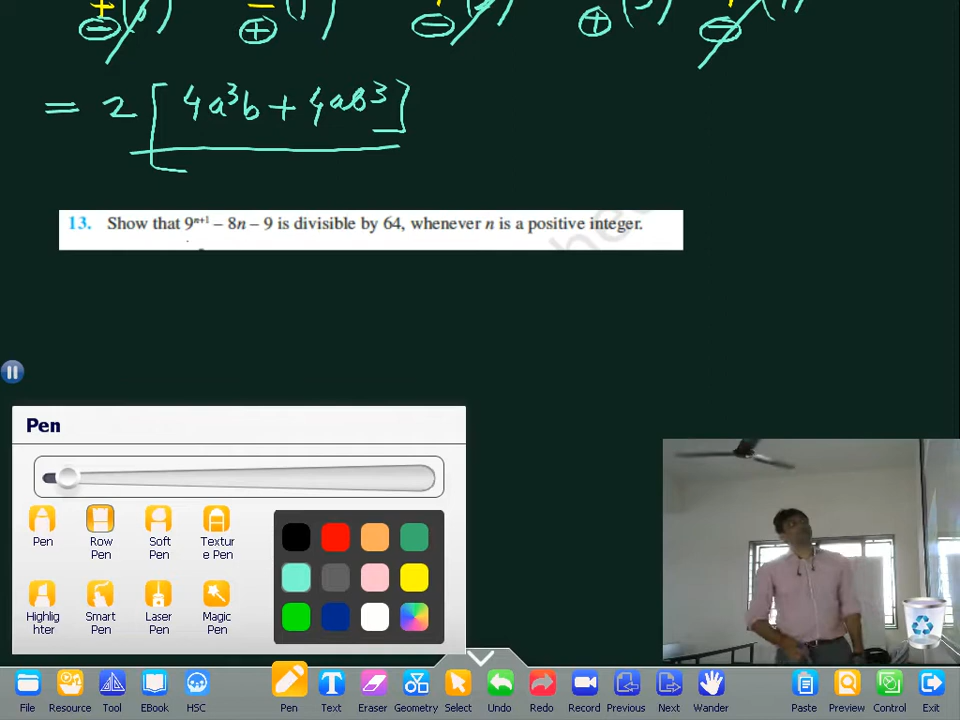 = 2 [ 4a³b + 4ab³ ]
13. Show that 9ⁿ⁺¹ – 8n – 9 is divisible by 64, whenever n is a positive integer.
Pen
Pen
Row Pen
Soft Pen
Texture Pen
Highlighter
Smart Pen
Laser Pen
Magic Pen
File Resource Tool EBook HSC Pen Text Eraser Geometry Select Undo Redo Record Previous Next Wander Paste Preview Control Exit